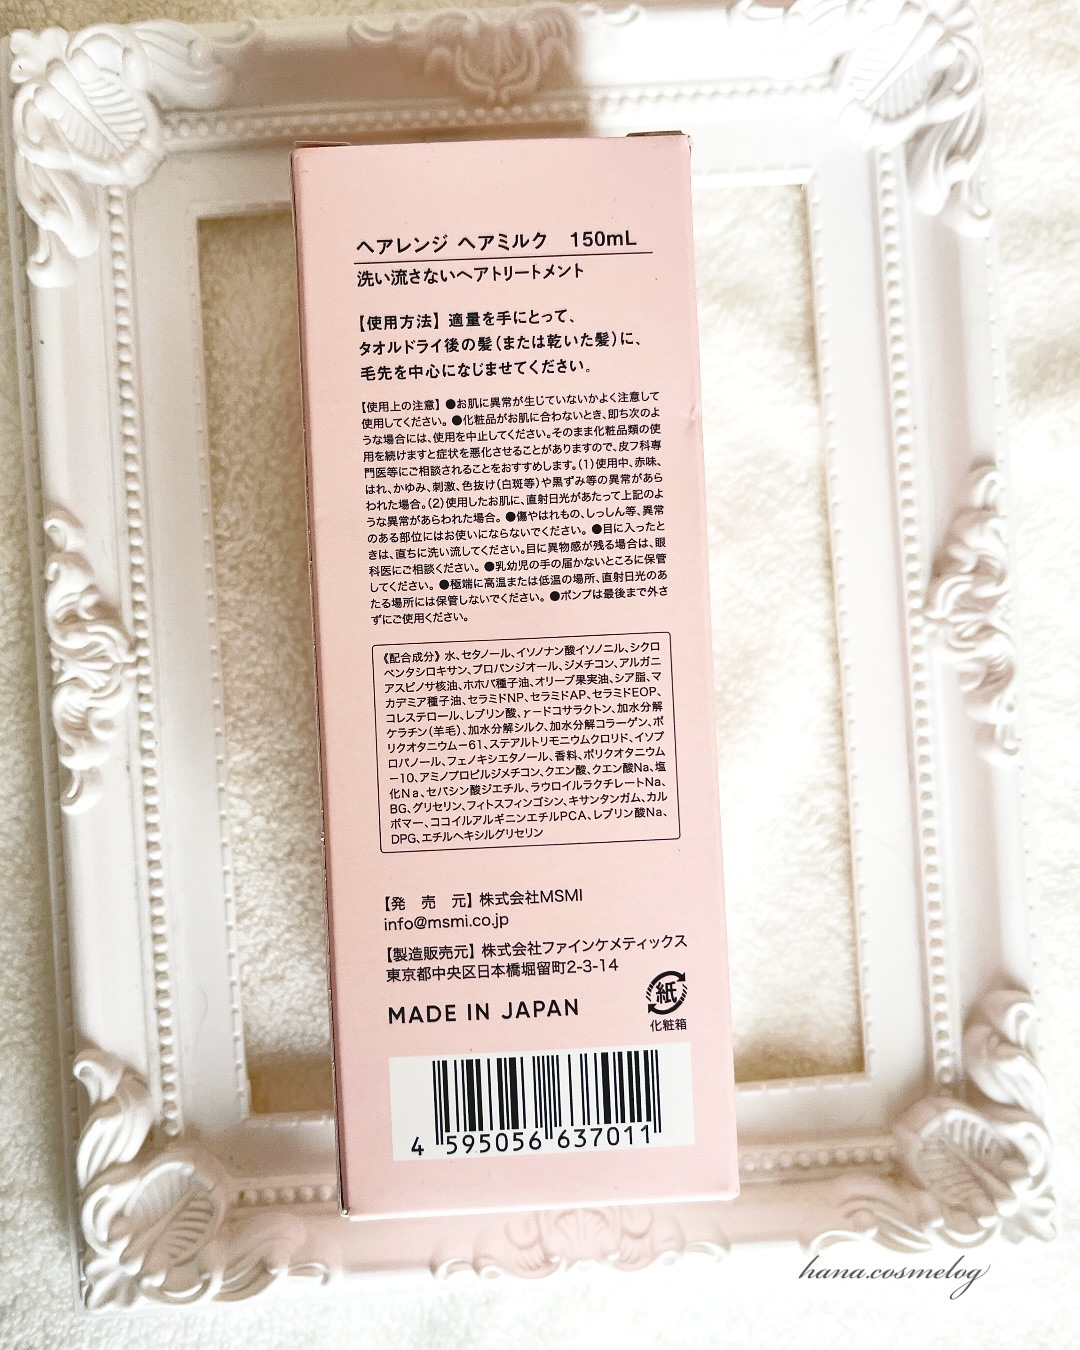 ヘアレンジ ヘアミルク 150mL
洗い流さないヘアトリートメント
【使用方法】適量を手にとって、
タオルドライ後の髪(または乾いた髪)に、
毛先を中心になじませてください。
【使用上の注意】●お肌に異常が生じていないかよく注意して
使用してください。●化粧品がお肌に合わないとき、即ち次のよ
うな場合には、使用を中止してください。そのまま化粧品類の使
用を続けますと症状を悪化させることがありますので、皮フ科専
門医等にご相談されることをおすすめします。(1)使用中、赤味、
はれ、かゆみ、刺激、色抜け(白斑等)や黒ずみ等の異常があら
われた場合。(2)使用したお肌に、直射日光があたって上記のよ
うな異常があらわれた場合。●傷やはれもの、しっしん等、異常
のある部位にはお使いにならないでください。●目に入ったと
きは、直ちに洗い流してください。目に異物感が残る場合は、眼
科医にご相談ください。●乳幼児の手の届かないところに保管
してください。●極端に高温または低温の場所、直射日光のあ
たる場所には保管しないでください。●ポンプは最後まで外さ
ずにご使用ください。
《配合成分》水、セタノール、イソノナン酸イソノニル、シクロ
ペンタシロキサン、プロパンジオール、ジメチコン、アルガニ
アスピノサ核油、ホホバ種子油、オリーブ果実油、シア脂、マ
カデミア種子油、セラミドNP、セラミドAP、セラミドEOP、
コレステロール、レブリン酸、γ-ドコサラクトン、加水分解
ケラチン(羊毛)、加水分解シルク、加水分解コラーゲン、ポ
リクオタニウム-61、ステアルトリモニウムクロリド、イソプ
ロパノール、フェノキシエタノール、香料、ポリクオタニウム
-10、アミノプロピルジメチコン、クエン酸、クエン酸Na、塩
化Na、セバシン酸ジエチル、ラウロイルラクチレートNa、
BG、グリセリン、フィトスフィンゴシン、キサンタンガム、カル
ボマー、ココイルアルギニンエチルPCA、レブリン酸Na、
DPG、エチルヘキシルグリセリン
【発 売 元】株式会社MSMI
info@msmi.co.jp
【製造販売元】株式会社ファインケメティックス
東京都中央区日本橋堀留町2-3-14
MADE IN JAPAN
紙
化粧箱
4 595056 637011
hana.cosmelog